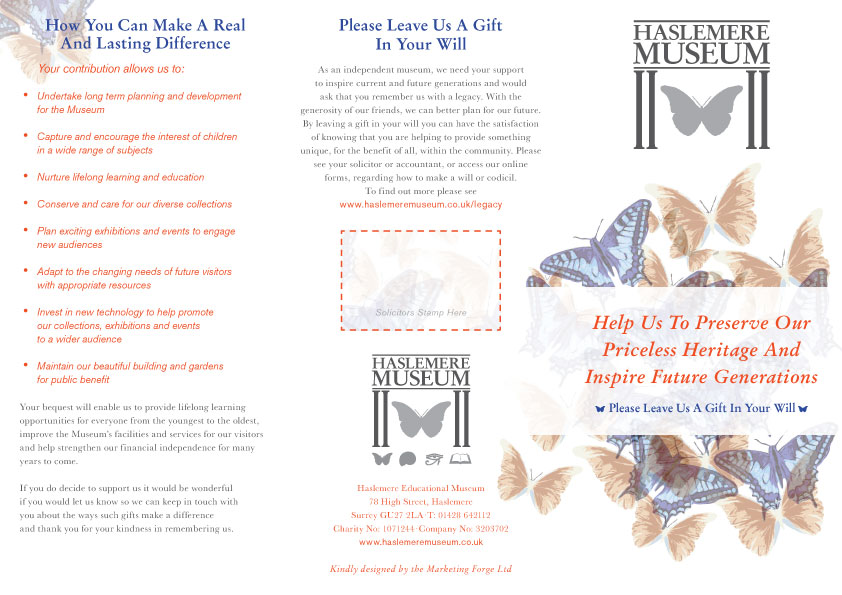 How You Can Make A Real
And Lasting Difference
Your contribution allows us to:
• Undertake long term planning and development
for the Museum
• Capture and encourage the interest of children
in a wide range of subjects
• Nurture lifelong learning and education
• Conserve and care for our diverse collections
• Plan exciting exhibitions and events to engage
new audiences
• Adapt to the changing needs of future visitors
with appropriate resources
• Invest in new technology to help promote
our collections, exhibitions and events
to a wider audience
• Maintain our beautiful building and gardens
for public benefit
Your bequest will enable us to provide lifelong learning
opportunities for everyone from the youngest to the oldest,
improve the Museum's facilities and services for our visitors
and help strengthen our financial independence for many
years to come.
If you do decide to support us it would be wonderful
if you would let us know so we can keep in touch with
you about the ways such gifts make a difference
and thank you for your kindness in remembering us.
Please Leave Us A Gift
In Your Will
As an independent museum, we need your support
to inspire current and future generations and would
ask that you remember us with a legacy. With the
generosity of our friends, we can better plan for our future.
By leaving a gift in your will you can have the satisfaction
of knowing that you are helping to provide something
unique, for the benefit of all, within the community. Please
see your solicitor or accountant, or access our online
forms, regarding how to make a will or codicil.
To find out more please see
www.haslemeremuseum.co.uk/legacy
Solicitors Stamp Here
HASLEMERE
MUSEUM
Haslemere Educational Museum
78 High Street, Haslemere
Surrey GU27 2LA·T: 01428 642112
Charity No: 1071244·Company No: 3203702
www.haslemeremuseum.co.uk
Kindly designed by the Marketing Forge Ltd
HASLEMERE
MUSEUM
Help Us To Preserve Our
Priceless Heritage And
Inspire Future Generations
Please Leave Us A Gift In Your Will